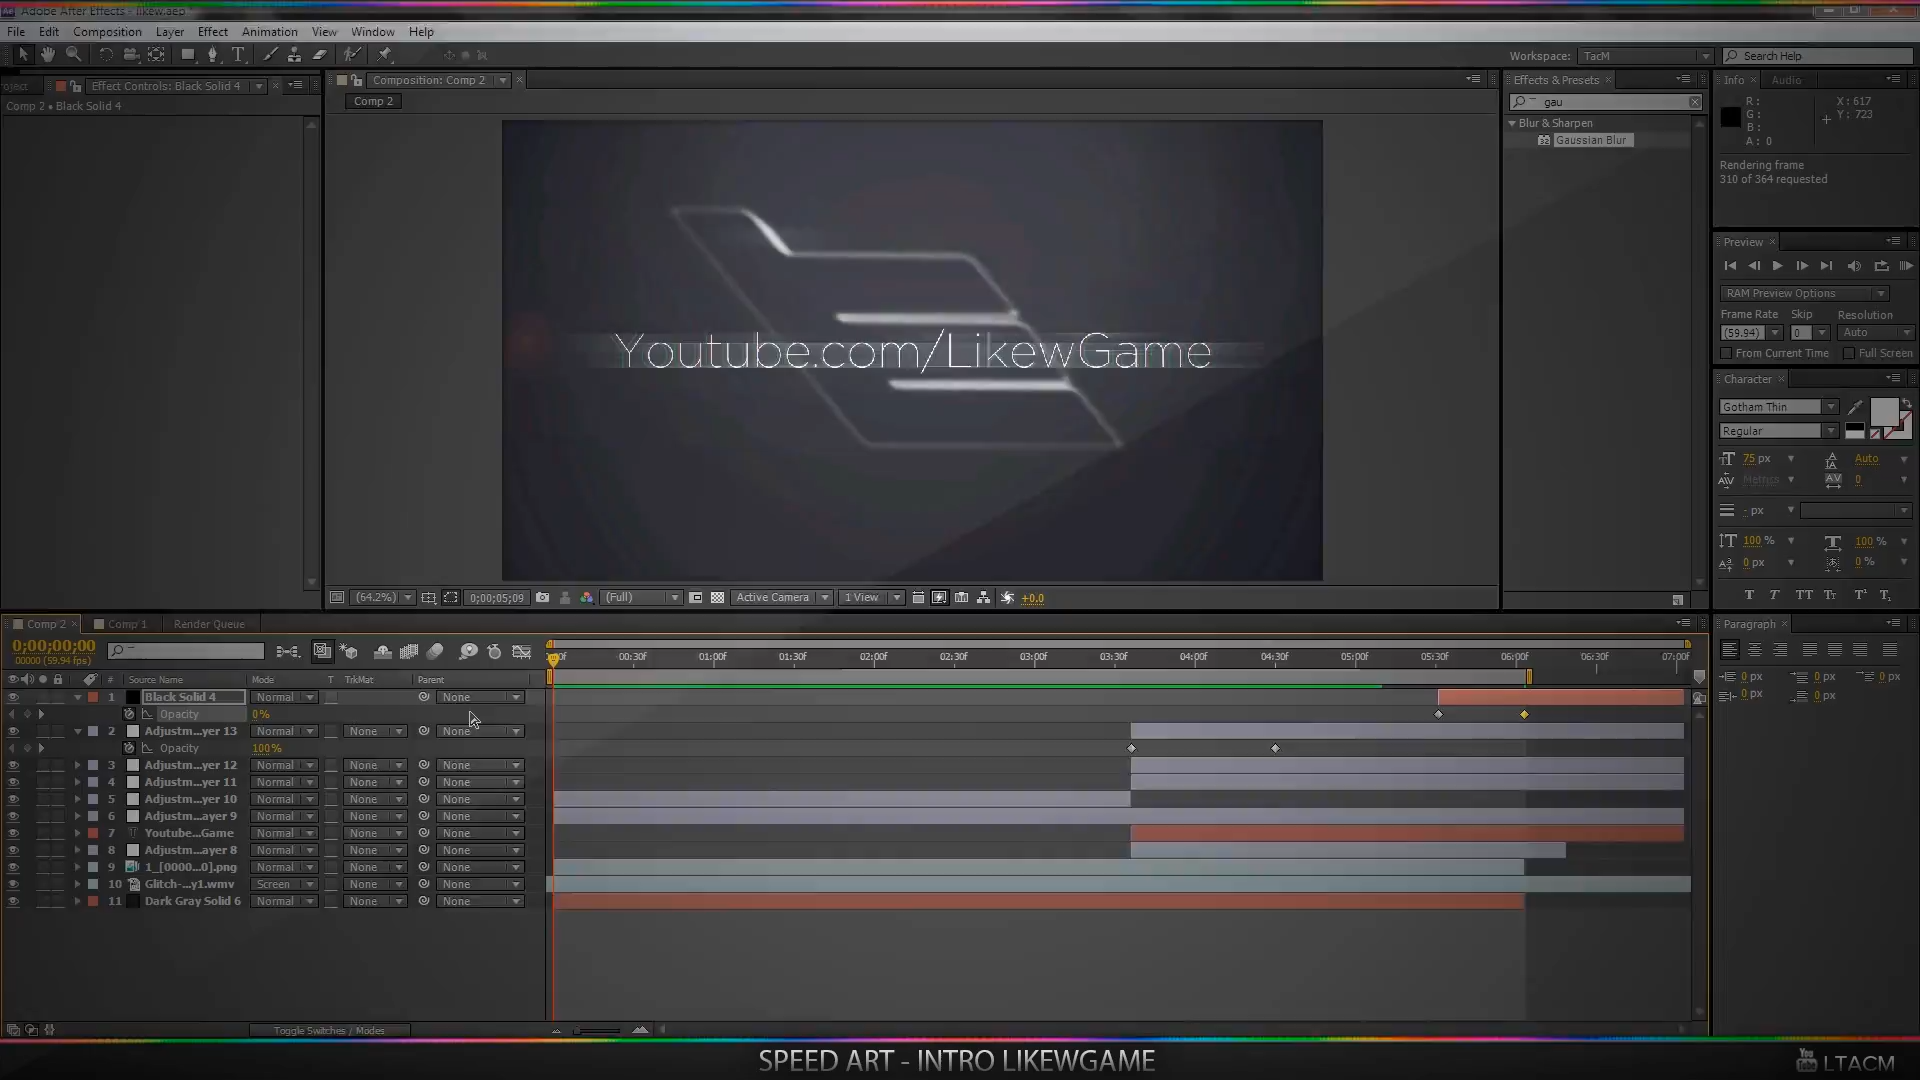 Adobe After Effects - likew.aep *
File Edit Composition Layer Effect Animation View Window Help
Workspace: TacM Search Help
Effect Controls: Black Solid 4
Comp 2 • Black Solid 4
Composition: Comp 2
Comp 2
Youtube.com/LikewGame
(64.2%) 0;00;05;09 (Full) Active Camera 1 View +0.0
Effects & Presets
gau
Blur & Sharpen
32 Gaussian Blur
Info Audio
R : X : 617
G : Y : 723
B :
A : 0
Rendering frame
310 of 364 requested
Preview
RAM Preview Options
Frame Rate Skip Resolution
(59.94) 0 Auto
From Current Time Full Screen
Character
Gotham Thin
Regular
75 px Auto
Metrics 0
- px
100 % 100 %
0 px 0 %
Paragraph
0 px 0 px 0 px
0 px 0 px
Comp 2 Comp 1 Render Queue
0;00;00;00
00000 (59.94 fps)
00:30f 01:00f 01:30f 02:00f 02:30f 03:00f 03:30f 04:00f 04:30f 05:00f 05:30f 06:00f 06:30f 07:00f
# Source Name Mode T TrkMat Parent
1 Black Solid 4 Normal None
Opacity 0%
2 Adjustm...yer 13 Normal None None
Opacity 100%
3 Adjustm...yer 12 Normal None None
4 Adjustm...yer 11 Normal None None
5 Adjustm...yer 10 Normal None None
6 Adjustm...ayer 9 Normal None None
7 Youtube...Game Normal None None
8 Adjustm...ayer 8 Normal None None
9 1_[0000...0].png Normal None None
10 Glitch-...y1.wmv Screen None None
11 Dark Gray Solid 6 Normal None None
Toggle Switches / Modes
SPEED ART - INTRO LIKEWGAME
You Tube LTACM